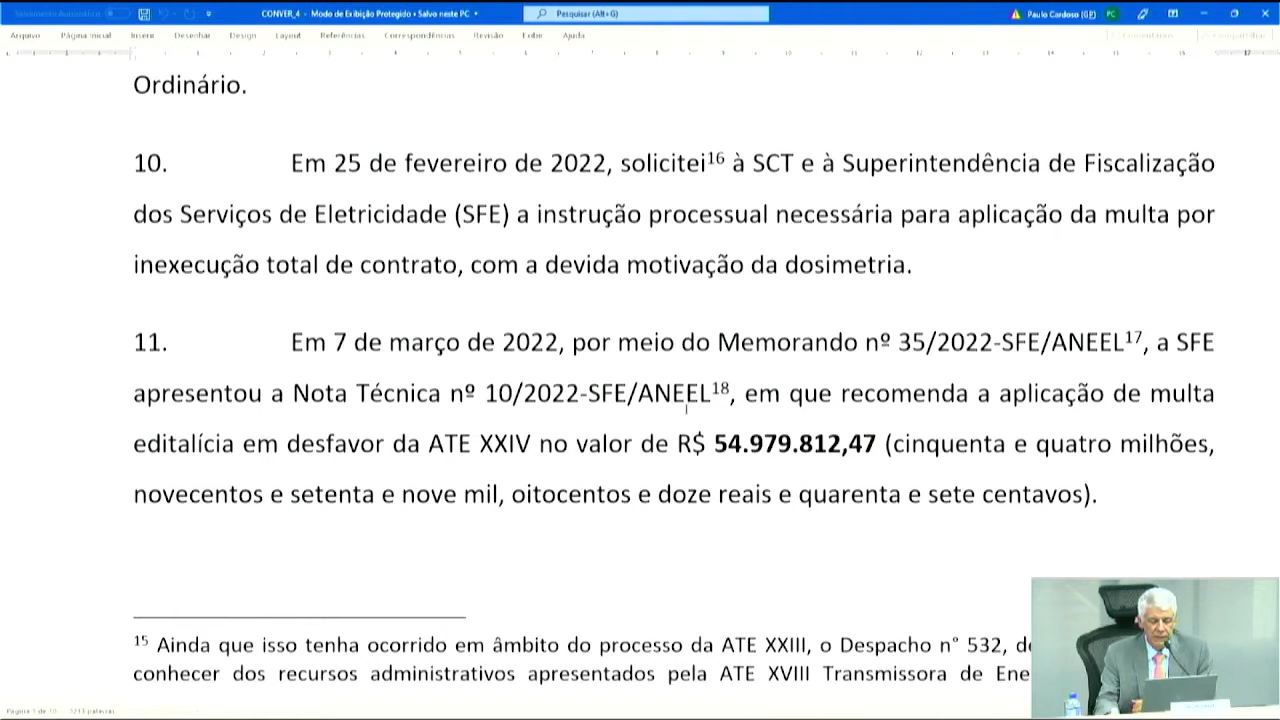 CONVER_4 - Modo de Exibição Protegido • Salvo neste PC
Pesquisar (Alt+G)
Paulo Cardoso (GP) PC
Arquivo Página Inicial Inserir Desenhar Design Layout Referências Correspondências Revisão Exibir Ajuda
Ordinário.
10. Em 25 de fevereiro de 2022, solicitei16 à SCT e à Superintendência de Fiscalização
dos Serviços de Eletricidade (SFE) a instrução processual necessária para aplicação da multa por
inexecução total de contrato, com a devida motivação da dosimetria.
11. Em 7 de março de 2022, por meio do Memorando nº 35/2022-SFE/ANEEL17, a SFE
apresentou a Nota Técnica nº 10/2022-SFE/ANEEL18, em que recomenda a aplicação de multa
editalícia em desfavor da ATE XXIV no valor de R$ 54.979.812,47 (cinquenta e quatro milhões,
novecentos e setenta e nove mil, oitocentos e doze reais e quarenta e sete centavos).
15 Ainda que isso tenha ocorrido em âmbito do processo da ATE XXIII, o Despacho n° 532, de
conhecer dos recursos administrativos apresentados pela ATE XVIII Transmissora de Ene